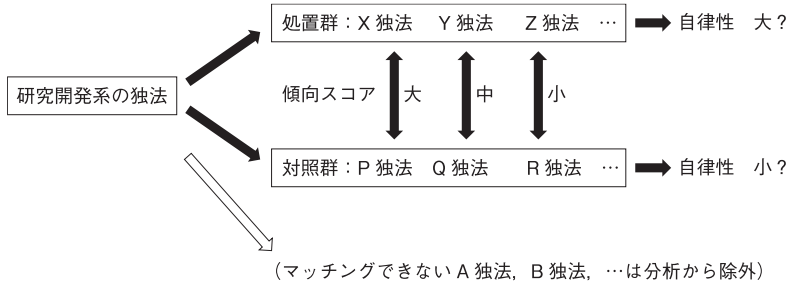 処置群：X 独法　Y 独法　Z 独法　…
自律性　大？
研究開発系の独法
傾向スコア　大　中　小
対照群：P 独法　Q 独法　R 独法　…
自律性　小？
（マッチングできない A 独法，B 独法，…は分析から除外）